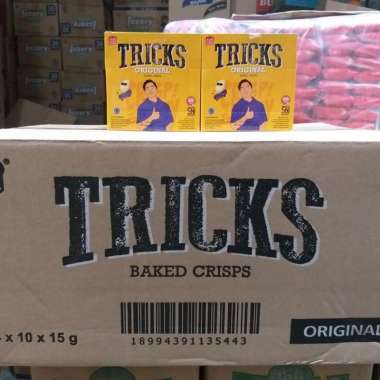 TRICKS TRICKS
ORIGINAL ORIGINAL
TRICKS
BAKED CRISPS
x 10 x 15 g
18994391135443
ORIGINAL